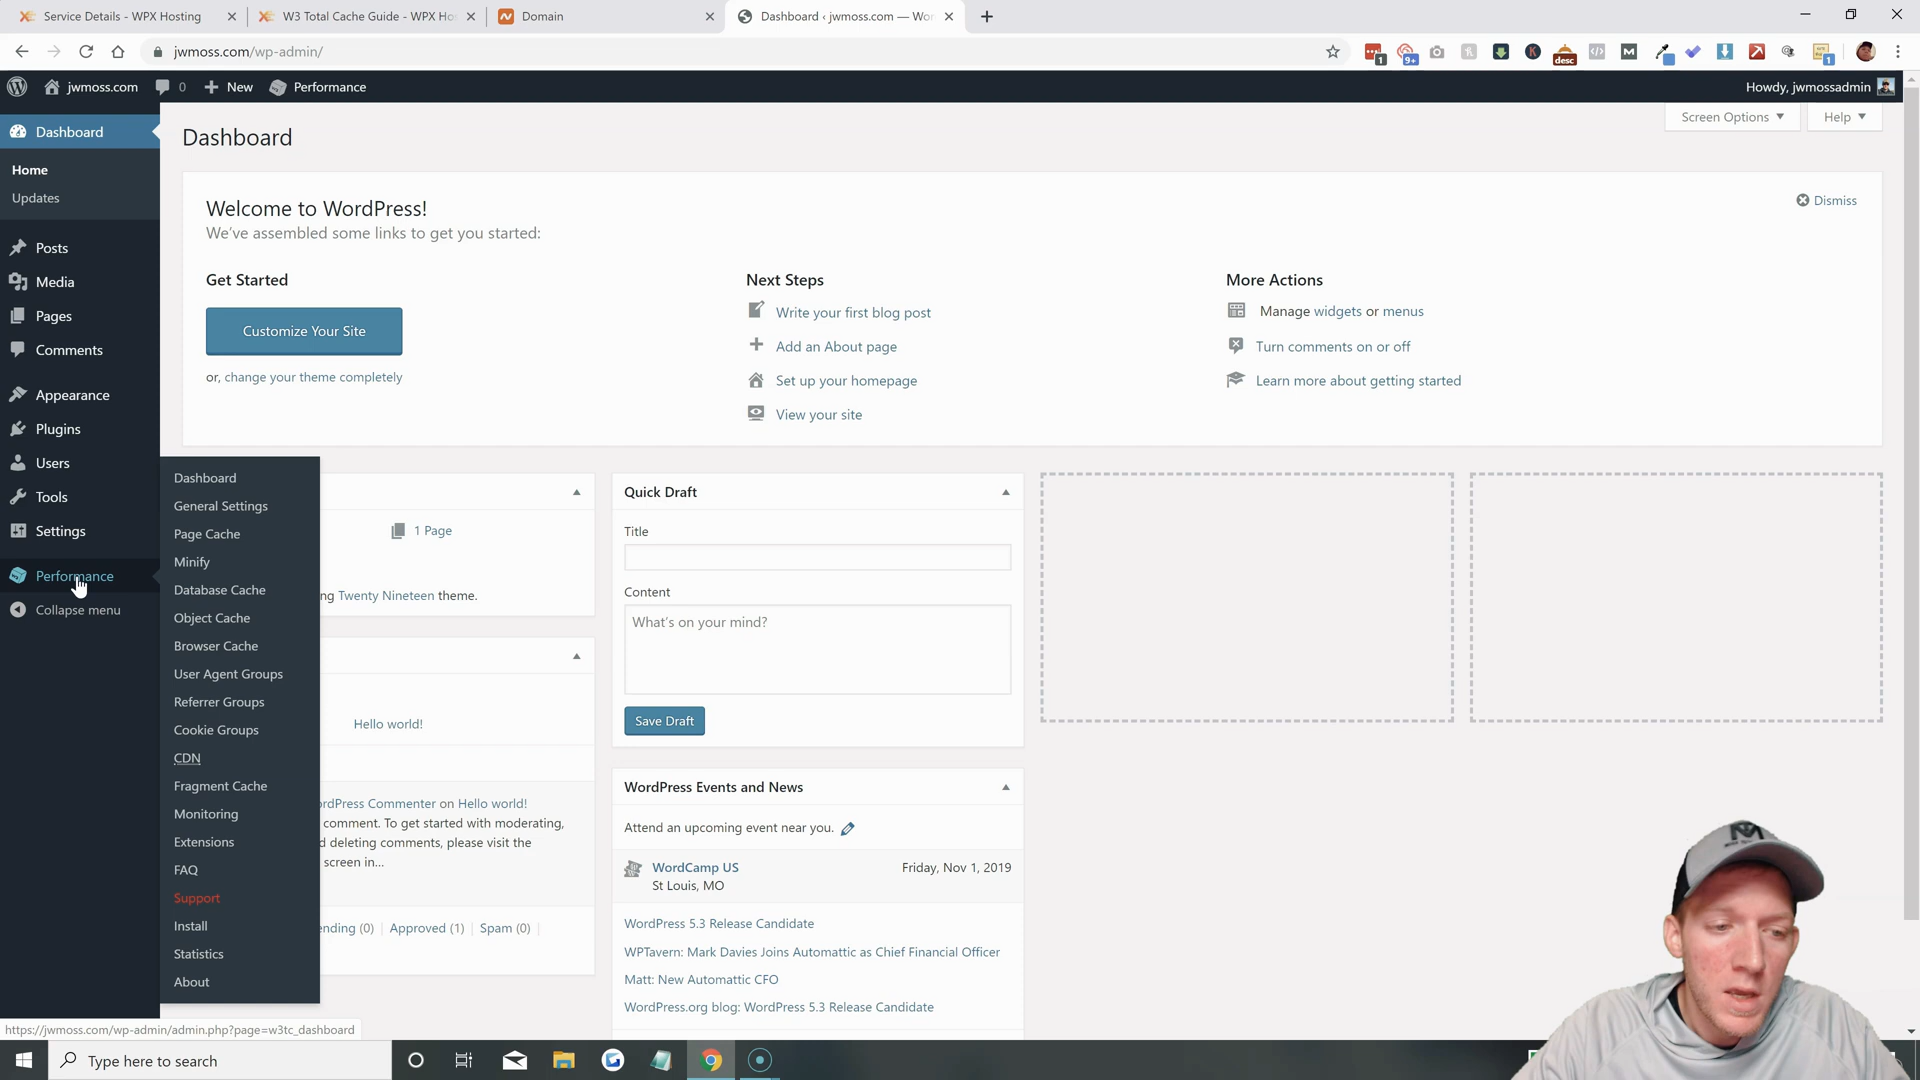 Service Details - WPX Hosting
W3 Total Cache Guide - WPX Ho
Domain
Dashboard ‹ jwmoss.com — Wor
jwmoss.com/wp-admin/
1
9+
desc
1
jwmoss.com
0
New
Performance
Howdy, jwmossadmin
Dashboard
Home
Updates
Posts
Media
Pages
Comments
Appearance
Plugins
Users
Tools
Settings
Performance
Collapse menu
Dashboard
Screen Options
Help
Welcome to WordPress!
We've assembled some links to get you started:
Dismiss
Get Started
Customize Your Site
or, change your theme completely
Next Steps
Write your first blog post
Add an About page
Set up your homepage
View your site
More Actions
Manage widgets or menus
Turn comments on or off
Learn more about getting started
Dashboard
General Settings
Page Cache
Minify
Database Cache
Object Cache
Browser Cache
User Agent Groups
Referrer Groups
Cookie Groups
CDN
Fragment Cache
Monitoring
Extensions
FAQ
Support
Install
Statistics
About
1 Page
ng Twenty Nineteen theme.
Hello world!
ordPress Commenter on Hello world!
comment. To get started with moderating,
d deleting comments, please visit the
screen in...
ending (0) | Approved (1) | Spam (0) |
Quick Draft
Title
Content
What's on your mind?
Save Draft
WordPress Events and News
Attend an upcoming event near you.
WordCamp US
Friday, Nov 1, 2019
St Louis, MO
WordPress 5.3 Release Candidate
WPTavern: Mark Davies Joins Automattic as Chief Financial Officer
Matt: New Automattic CFO
WordPress.org blog: WordPress 5.3 Release Candidate
https://jwmoss.com/wp-admin/admin.php?page=w3tc_dashboard
Type here to search